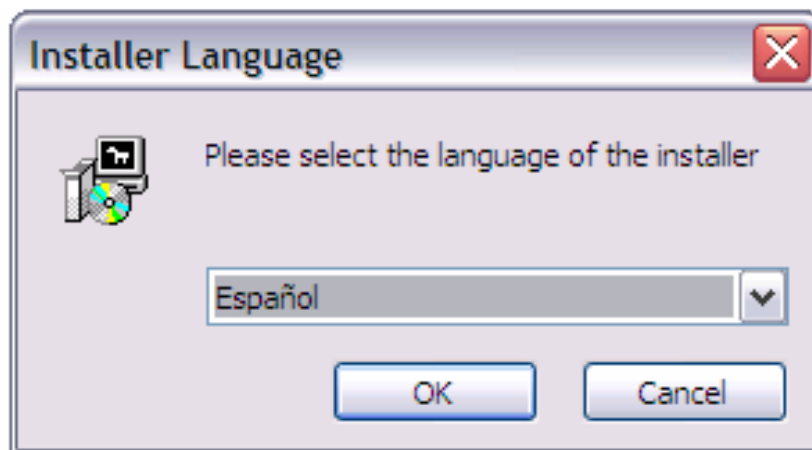 Installer Language
Please select the language of the installer
Español
OK
Cancel